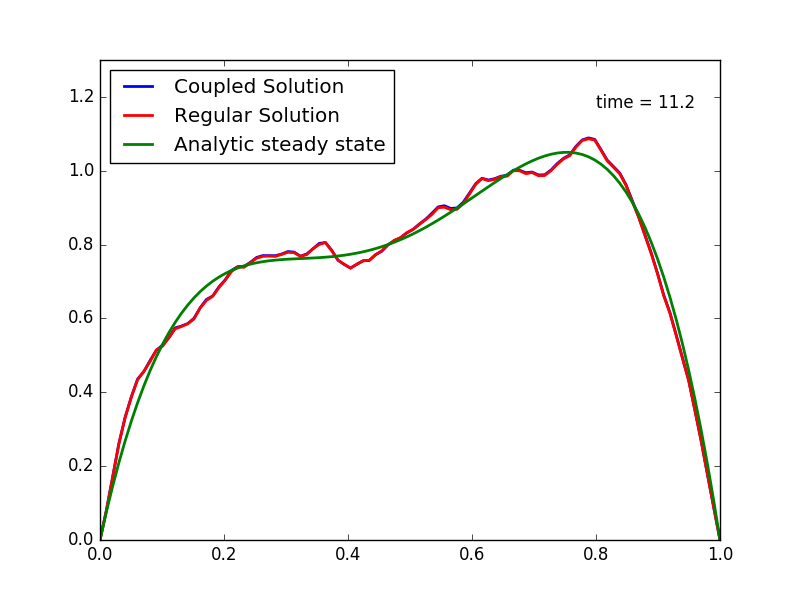 Coupled Solution
Regular Solution
Analytic steady state
time = 11.2
1.2
1.0
0.8
0.6
0.4
0.2
0.0
0.0 0.2 0.4 0.6 0.8 1.0